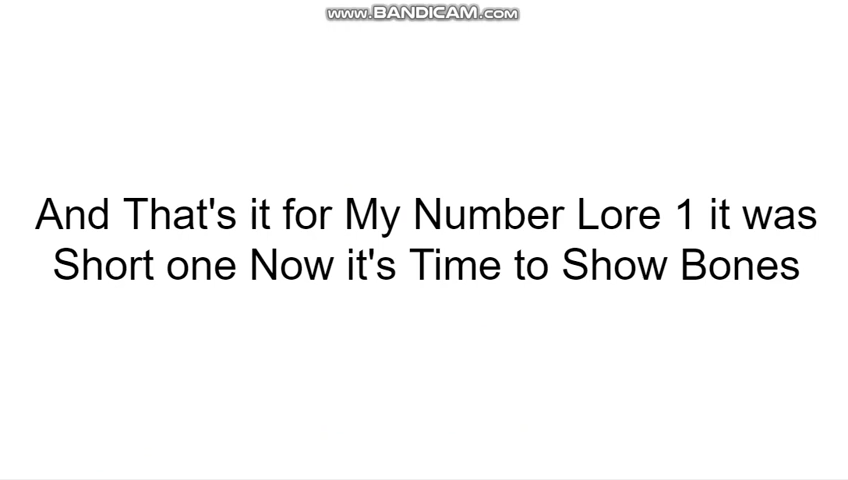 www.BANDICAM.com
And That's it for My Number Lore 1 it was
Short one Now it's Time to Show Bones